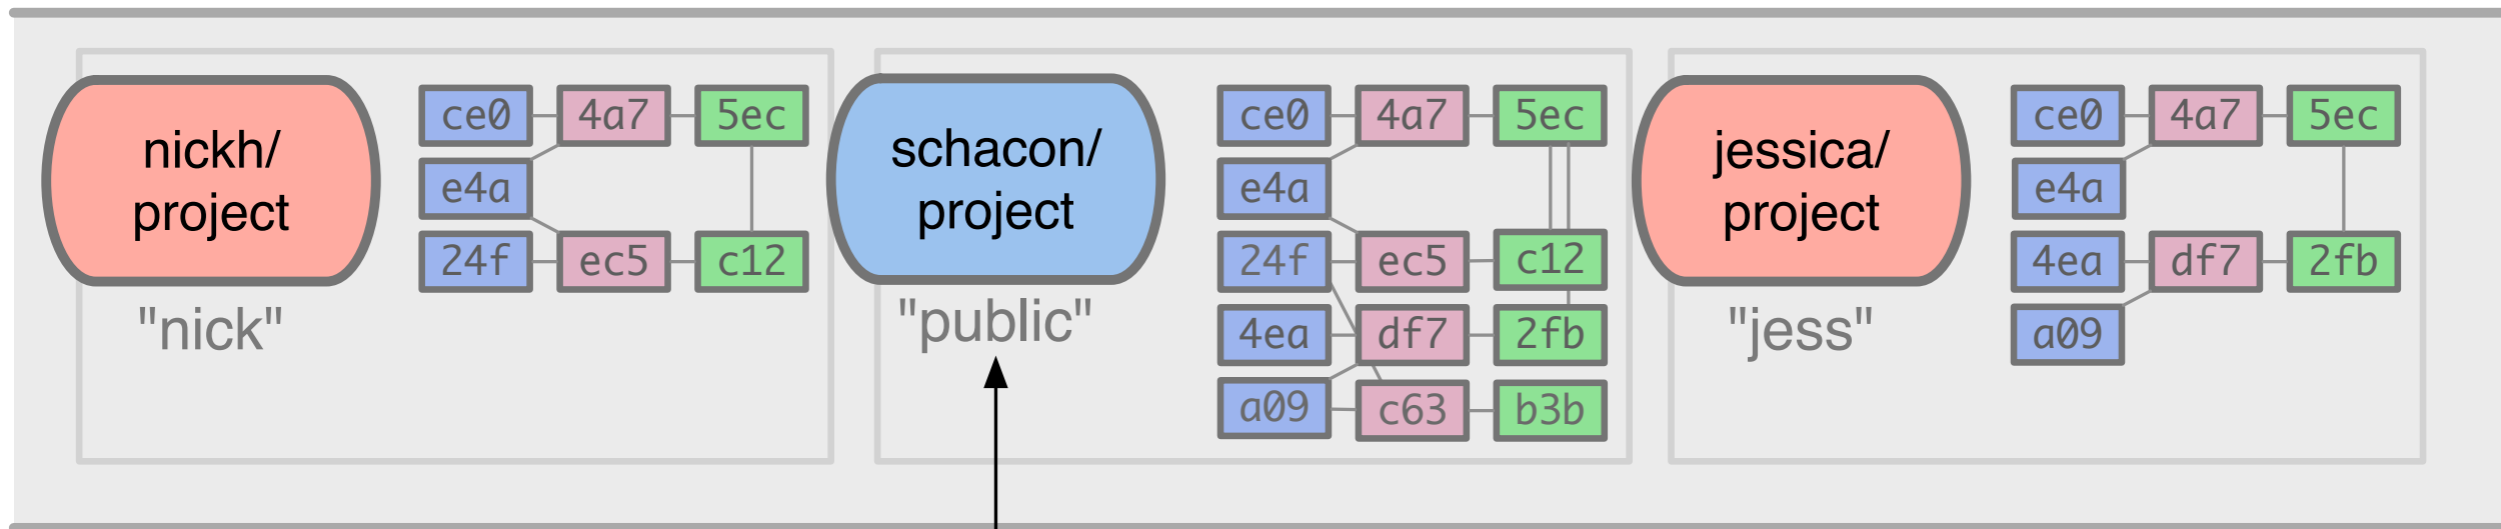 nickh/
project
"nick"
ce0 4a7 5ec
e4a
24f ec5 c12
schacon/
project
"public"
ce0 4a7 5ec
e4a
24f ec5 c12
4ea df7 2fb
a09 c63 b3b
jessica/
project
"jess"
ce0 4a7 5ec
e4a
4ea df7 2fb
a09